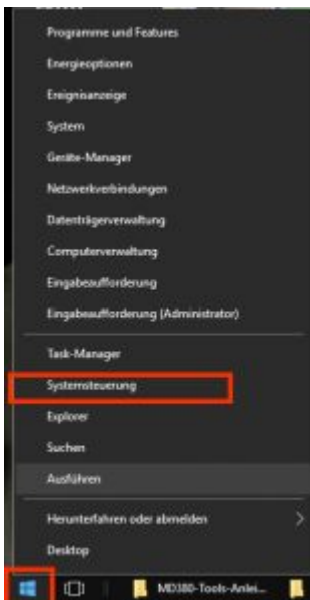 Programme und Features
Energieoptionen
Ereignisanzeige
System
Geräte-Manager
Netzwerkverbindungen
Datenträgerverwaltung
Computerverwaltung
Eingabeaufforderung
Eingabeaufforderung (Administrator)
Task-Manager
Systemsteuerung
Explorer
Suchen
Ausführen
Herunterfahren oder abmelden
Desktop
MD380-Tools-Anlei...